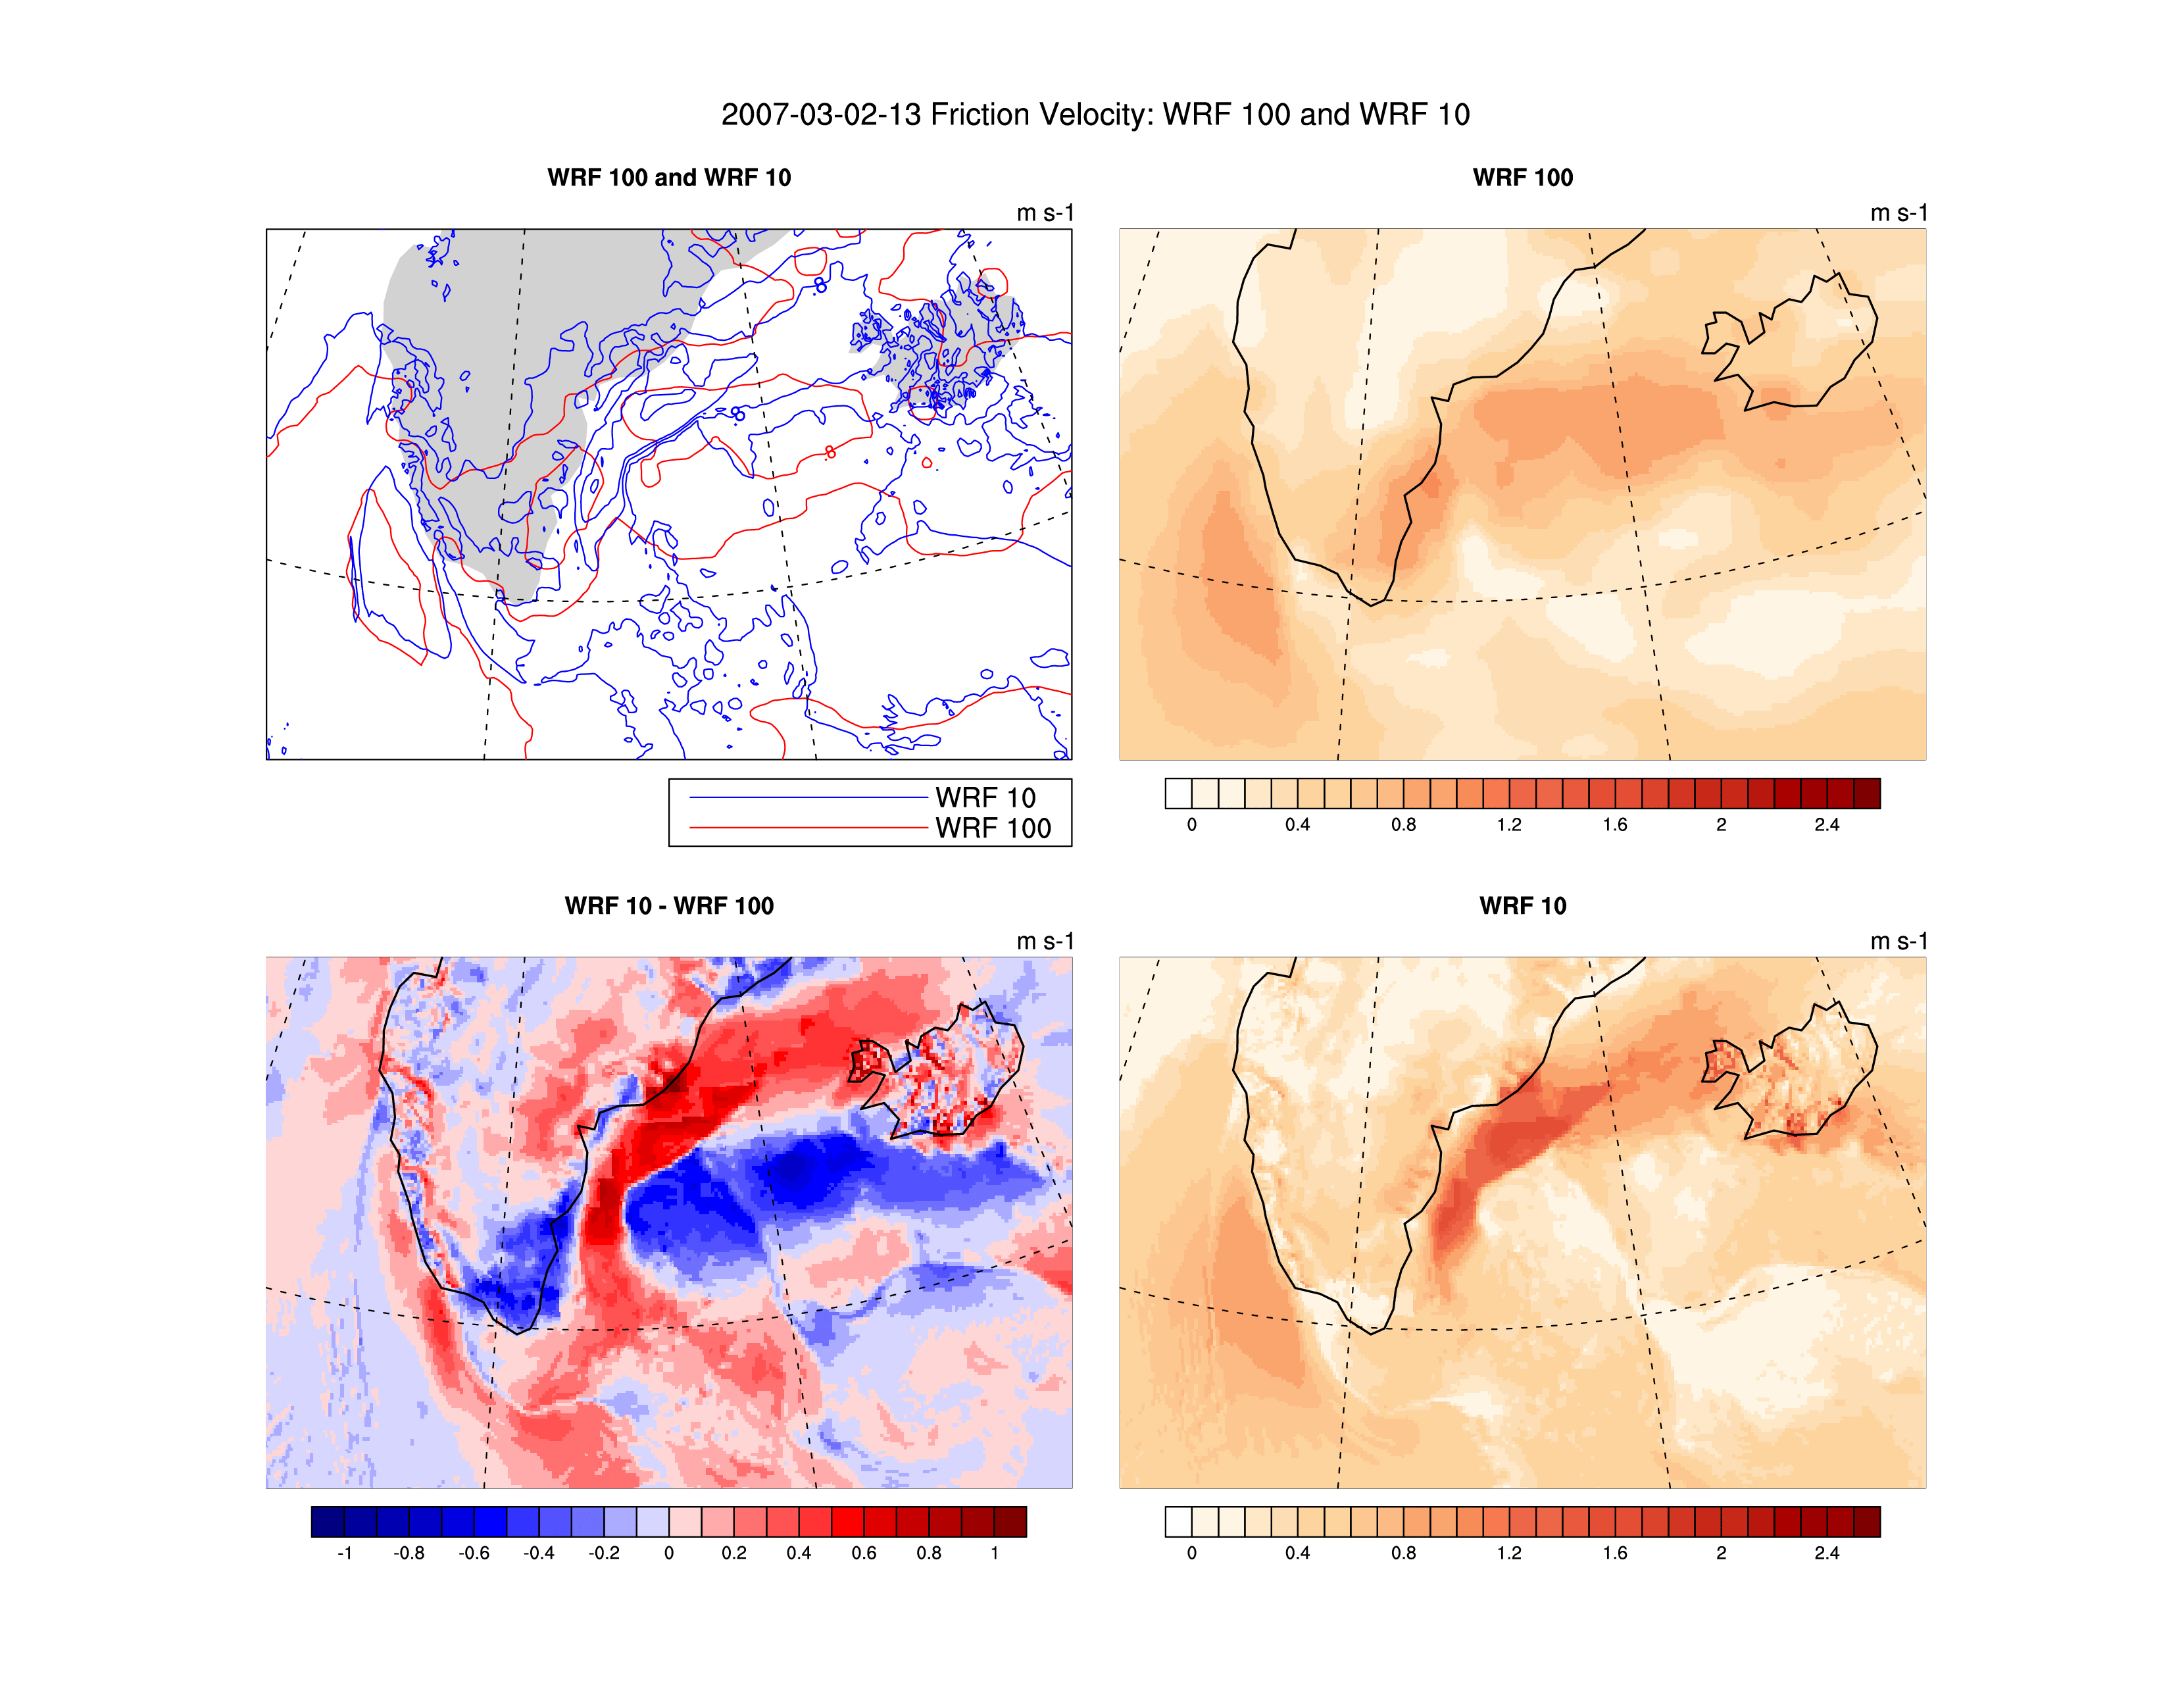 2007-03-02-13 Friction Velocity: WRF 100 and WRF 10
WRF 100 and WRF 10
m s-1
8
8
8
WRF 10
WRF 100
WRF 100
m s-1
0 0.4 0.8 1.2 1.6 2 2.4
WRF 10 - WRF 100
m s-1
-1 -0.8 -0.6 -0.4 -0.2 0 0.2 0.4 0.6 0.8 1
WRF 10
m s-1
0 0.4 0.8 1.2 1.6 2 2.4